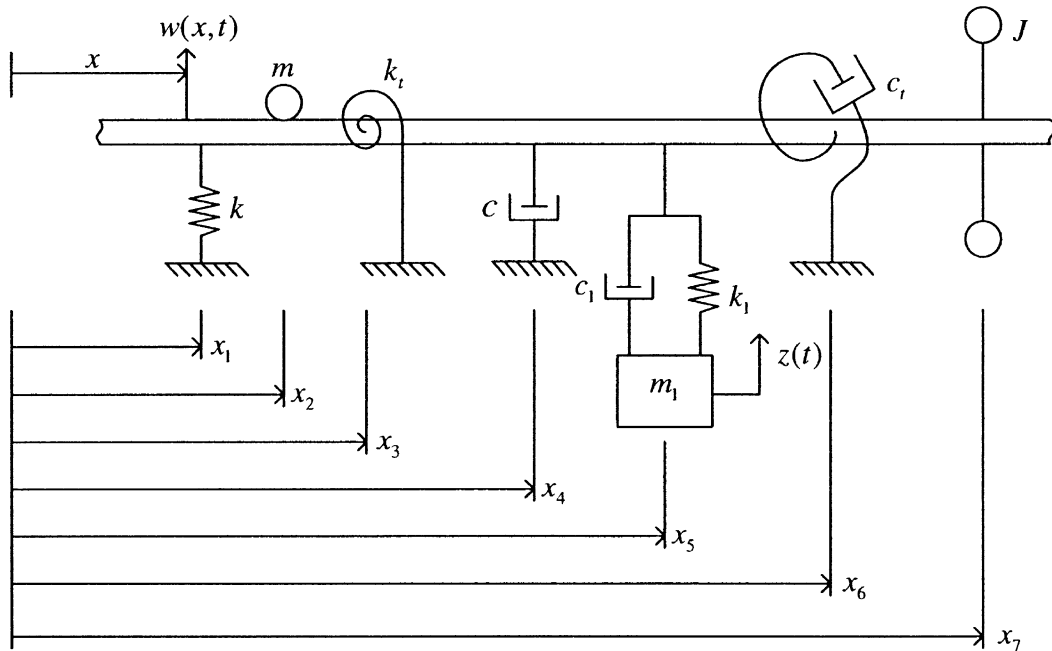 w(x,t)
x
m
k_t
c_t
J
k
c
c_1
k_1
z(t)
m_1
x_1
x_2
x_3
x_4
x_5
x_6
x_7